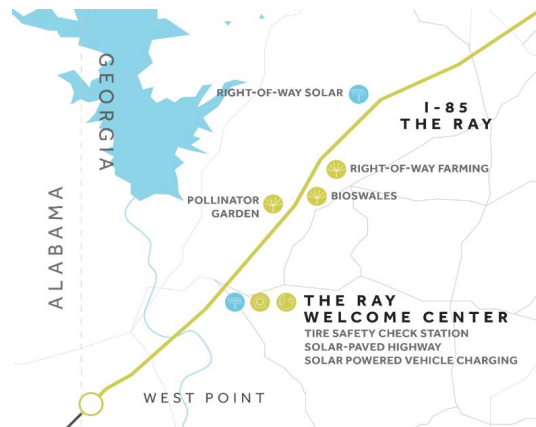 GEORGIA
ALABAMA
RIGHT-OF-WAY SOLAR
I-85
THE RAY
RIGHT-OF-WAY FARMING
BIOSWALES
POLLINATOR
GARDEN
THE RAY
WELCOME CENTER
TIRE SAFETY CHECK STATION
SOLAR-PAVED HIGHWAY
SOLAR POWERED VEHICLE CHARGING
WEST POINT